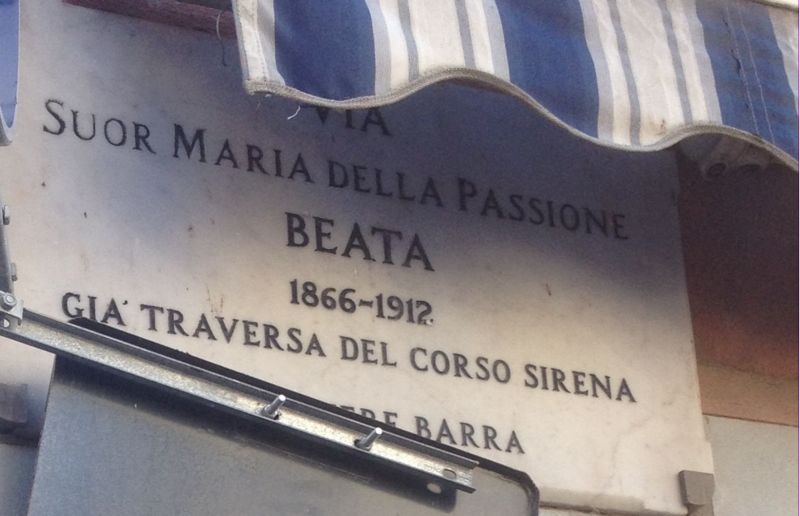 VIA
SUOR MARIA DELLA PASSIONE
BEATA
1866-1912
GIA' TRAVERSA DEL CORSO SIRENA
BARRA